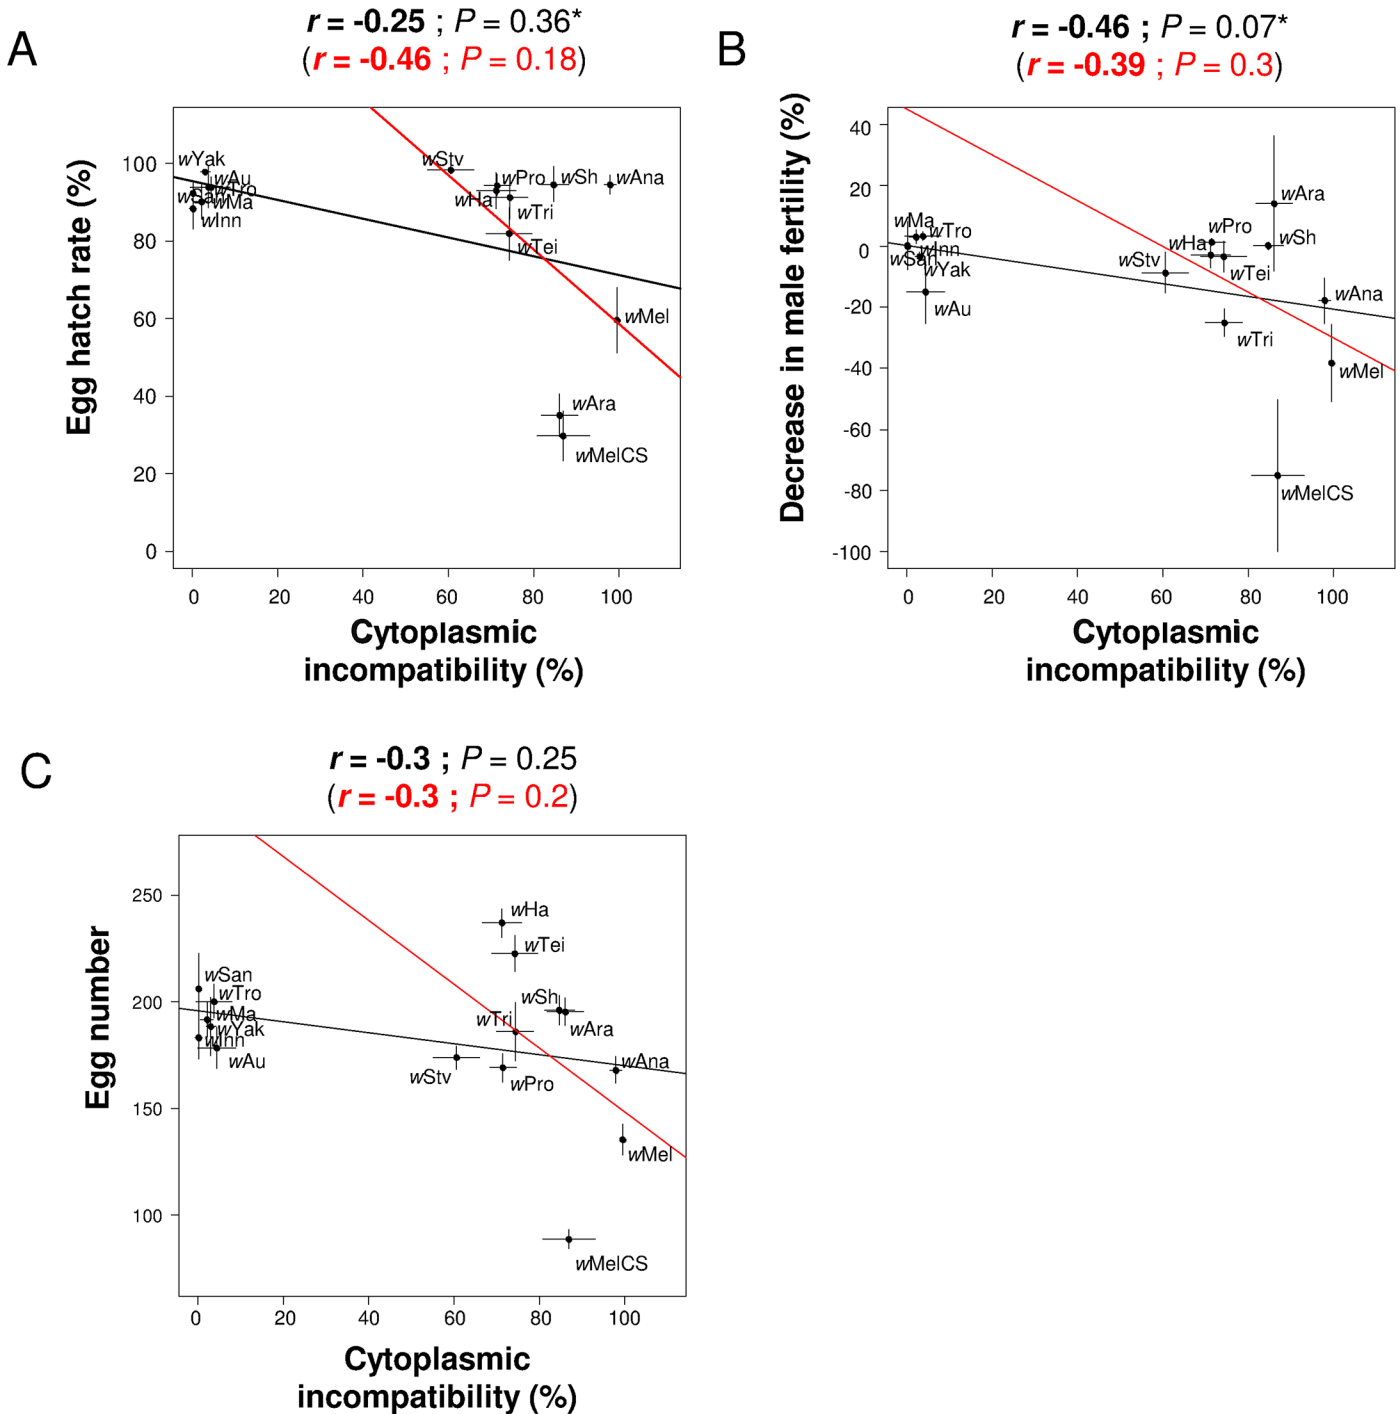 A
r = -0.25 ; P = 0.36*
(r = -0.46 ; P = 0.18)
Egg hatch rate (%)
100
80
60
40
20
0
wYak
wAu
wTro
wSan
wMa
wInn
wStv
wPro
wSh
wAna
wHa
wTri
wTei
wMel
wAra
wMelCS
0 20 40 60 80 100
Cytoplasmic
incompatibility (%)
B
r = -0.46 ; P = 0.07*
(r = -0.39 ; P = 0.3)
Decrease in male fertility (%)
40
20
0
-20
-40
-60
-80
-100
wAra
wMa
wTro
wPro
wSh
wHa
wInn
wSan
wStv
wYak
wTei
wAna
wAu
wTri
wMel
wMelCS
0 20 40 60 80 100
Cytoplasmic
incompatibility (%)
C
r = -0.3 ; P = 0.25
(r = -0.3 ; P = 0.2)
Egg number
250
200
150
100
wHa
wTei
wSan
wTro
wSh
wMa
wTri
wAra
wYak
wInn
wAu
wStv
wPro
wAna
wMel
wMelCS
0 20 40 60 80 100
Cytoplasmic
incompatibility (%)